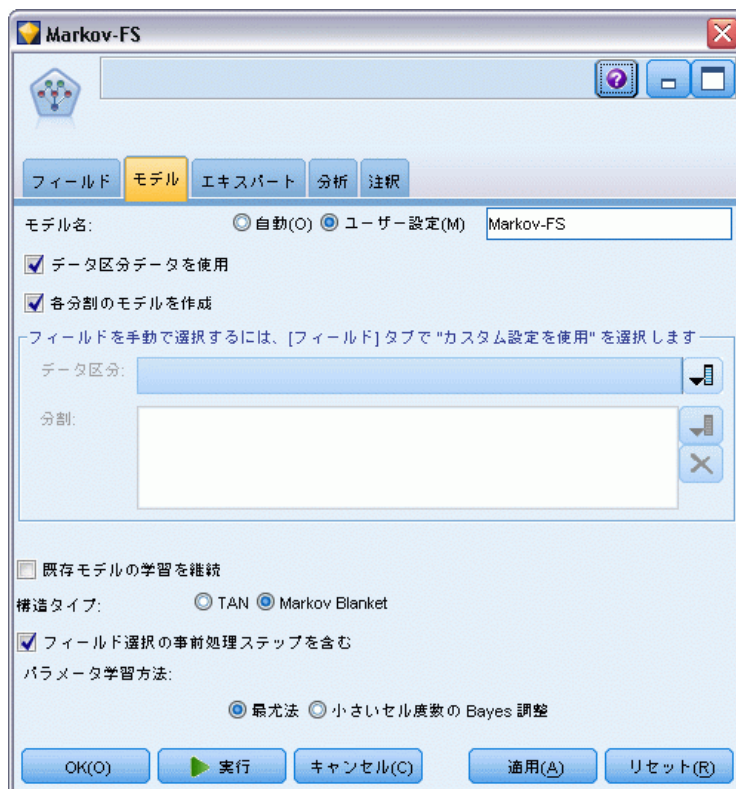 Markov-FS
フィールド モデル エキスパート 分析 注釈
モデル名: 自動(O) ユーザー設定(M) Markov-FS
データ区分データを使用
各分割のモデルを作成
フィールドを手動で選択するには、[フィールド] タブで "カスタム設定を使用" を選択します
データ区分:
分割:
既存モデルの学習を継続
構造タイプ: TAN Markov Blanket
フィールド選択の事前処理ステップを含む
パラメータ学習方法:
最尤法 小さいセル度数の Bayes 調整
OK(O) 実行 キャンセル(C) 適用(A) リセット(R)